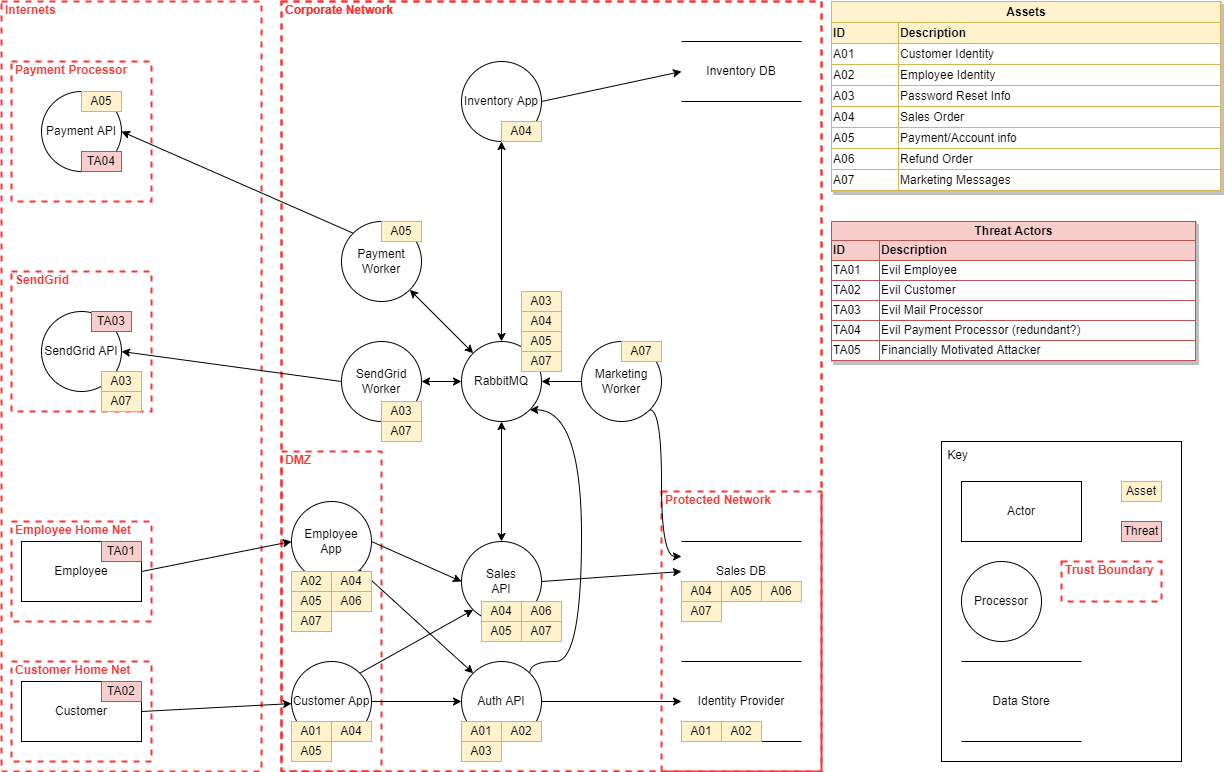 Internets
Payment Processor
A05
Payment API
TA04
SendGrid
TA03
SendGrid API
A03
A07
Employee Home Net
TA01
Employee
Customer Home Net
TA02
Customer
Corporate Network
Inventory App
A04
Inventory DB
A05
Payment
Worker
A03
A04
A05
A07
RabbitMQ
SendGrid
Worker
A03
A07
A07
Marketing
Worker
DMZ
Employee
App
A02 A04
A05 A06
A07
Customer App
A01 A04
A05
Sales
API
A04 A06
A05 A07
Auth API
A01 A02
A03
Protected Network
Sales DB
A04 A05 A06
A07
Identity Provider
A01 A02
Assets
ID Description
A01 Customer Identity
A02 Employee Identity
A03 Password Reset Info
A04 Sales Order
A05 Payment/Account info
A06 Refund Order
A07 Marketing Messages
Threat Actors
ID Description
TA01 Evil Employee
TA02 Evil Customer
TA03 Evil Mail Processor
TA04 Evil Payment Processor (redundant?)
TA05 Financially Motivated Attacker
Key
Actor
Asset
Threat
Processor
Trust Boundary
Data Store